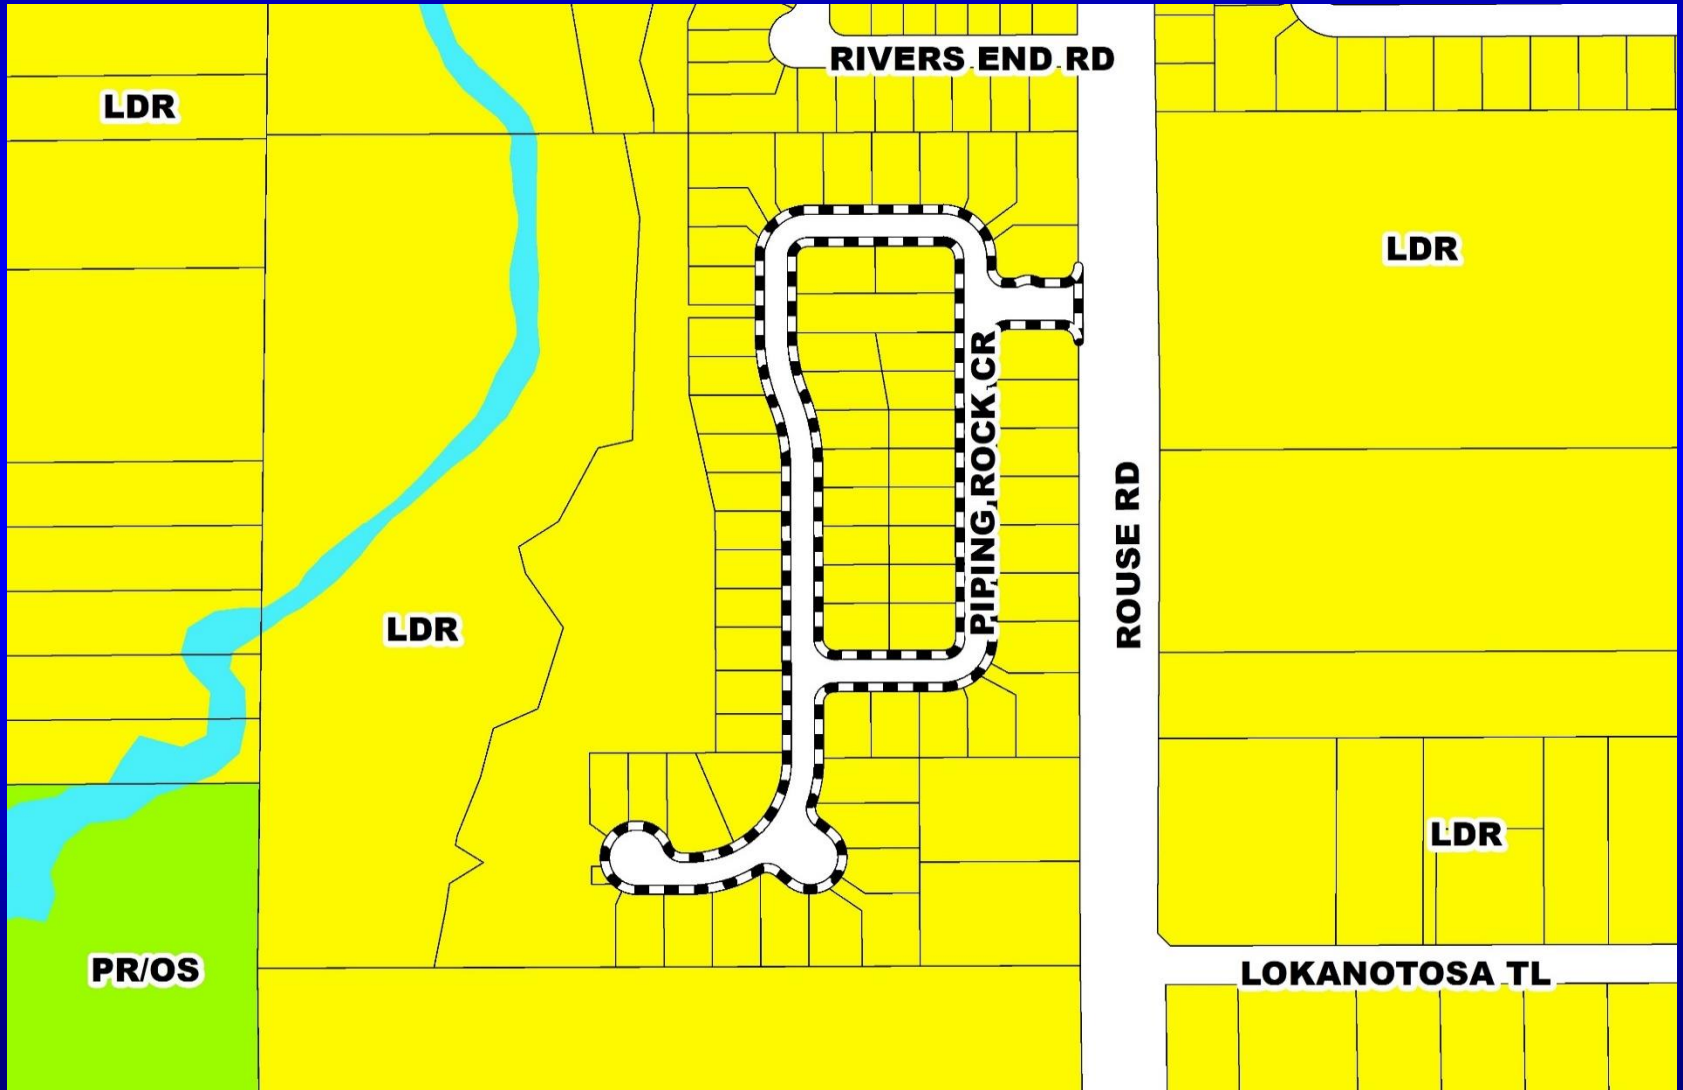 RIVERS END RD
LDR
LDR
PIPING ROCK CR
ROUSE RD
LDR
LDR
PR/OS
LOKANOTOSA TL